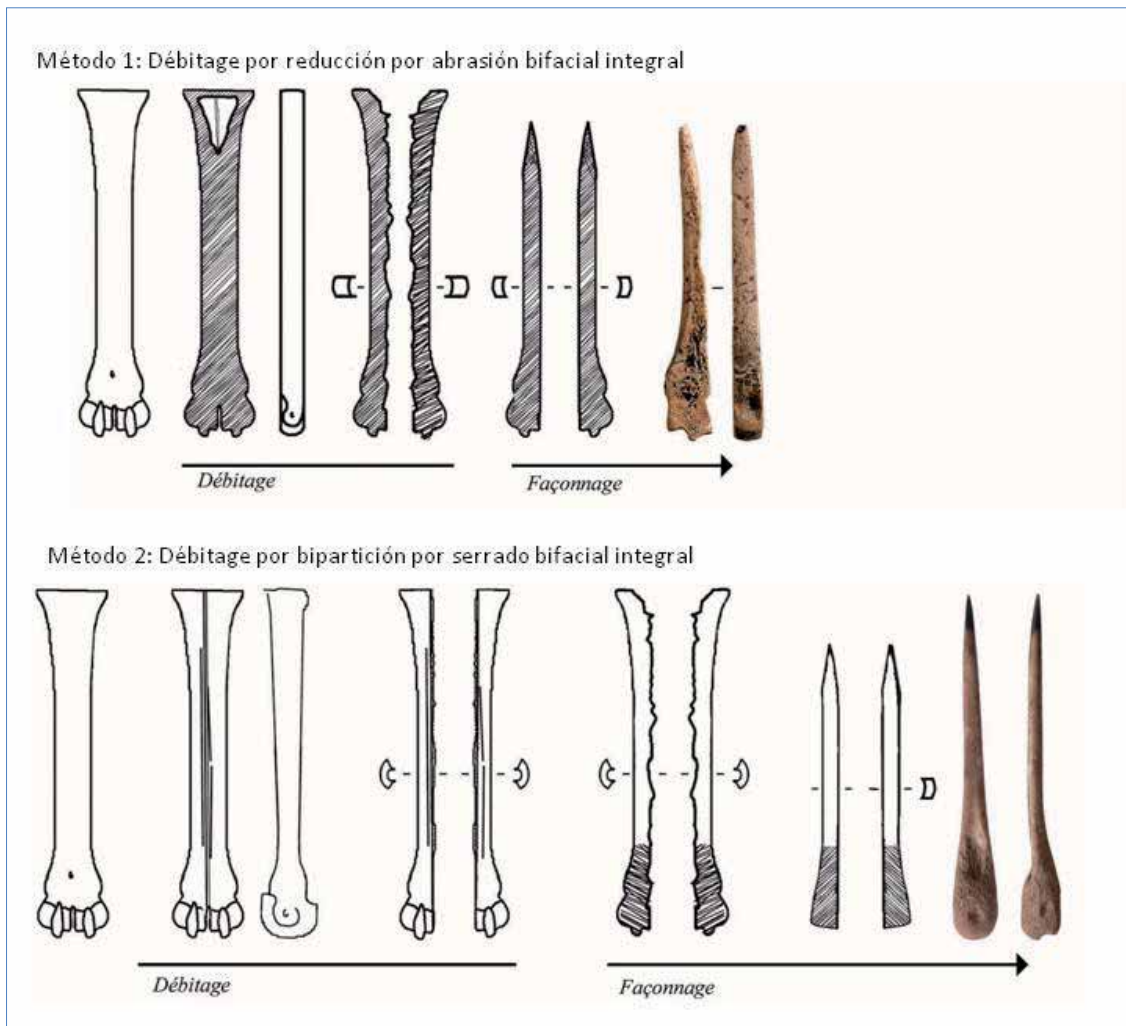 Método 1: Débitage por reducción por abrasión bifacial integral
Débitage
Façonnage
Método 2: Débitage por bipartición por serrado bifacial integral
Débitage
Façonnage